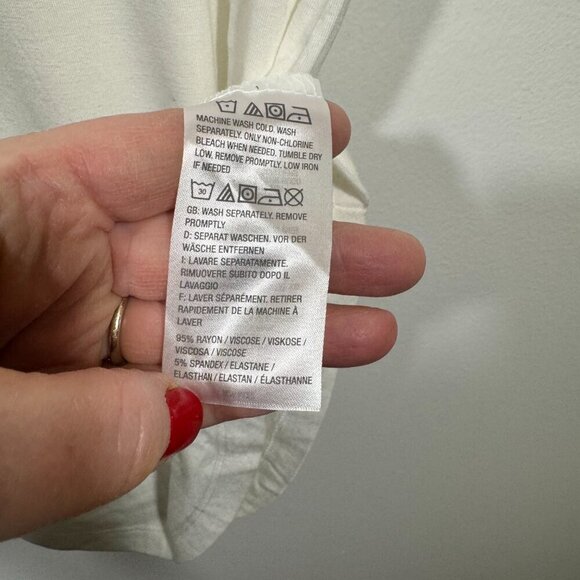 MACHINE WASH COLD. WASH
SEPARATELY. ONLY NON-CHLORINE
BLEACH WHEN NEEDED. TUMBLE DRY
LOW, REMOVE PROMPTLY. LOW IRON
IF NEEDED
30
GB: WASH SEPARATELY. REMOVE
PROMPTLY
D: SEPARAT WASCHEN. VOR DER
WÄSCHE ENTFERNEN
I: LAVARE SEPARATAMENTE.
RIMUOVERE SUBITO DOPO IL
LAVAGGIO
F: LAVER SÉPARÉMENT. RETIRER
RAPIDEMENT DE LA MACHINE À
LAVER
95% RAYON / VISCOSE / VISKOSE /
VISCOSA / VISCOSE
5% SPANDEX / ELASTANE /
ELASTHAN / ELASTAN / ÉLASTHANNE